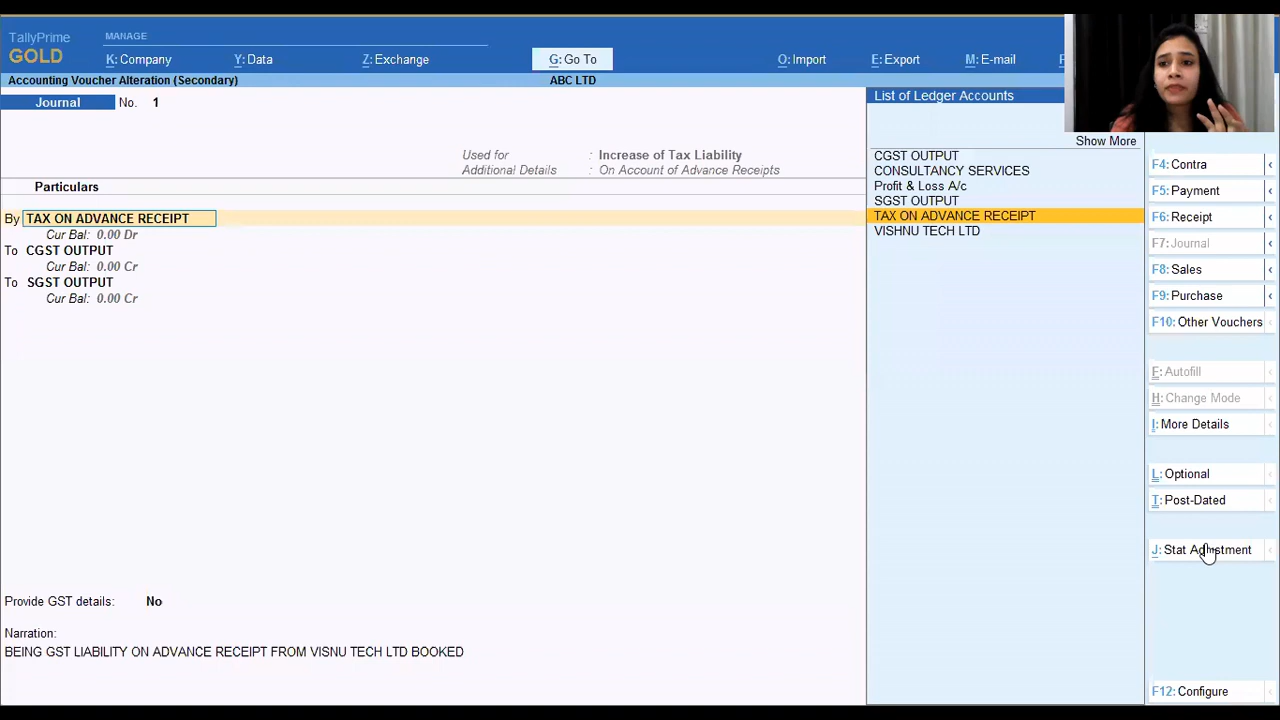 TallyPrime
GOLD
MANAGE
K: Company
Y: Data
Z: Exchange
G: Go To
O: Import
E: Export
M: E-mail
Accounting Voucher Alteration (Secondary)
ABC LTD
Journal
No. 1
Used for : Increase of Tax Liability
Additional Details : On Account of Advance Receipts
Particulars
By TAX ON ADVANCE RECEIPT
Cur Bal: 0.00 Dr
To CGST OUTPUT
Cur Bal: 0.00 Cr
To SGST OUTPUT
Cur Bal: 0.00 Cr
Provide GST details: No
Narration:
BEING GST LIABILITY ON ADVANCE RECEIPT FROM VISNU TECH LTD BOOKED
List of Ledger Accounts
Show More
CGST OUTPUT
CONSULTANCY SERVICES
Profit & Loss A/c
SGST OUTPUT
TAX ON ADVANCE RECEIPT
VISHNU TECH LTD
F4: Contra
F5: Payment
F6: Receipt
F7: Journal
F8: Sales
F9: Purchase
F10: Other Vouchers
E: Autofill
H: Change Mode
I: More Details
L: Optional
T: Post-Dated
J: Stat Adjustment
F12: Configure